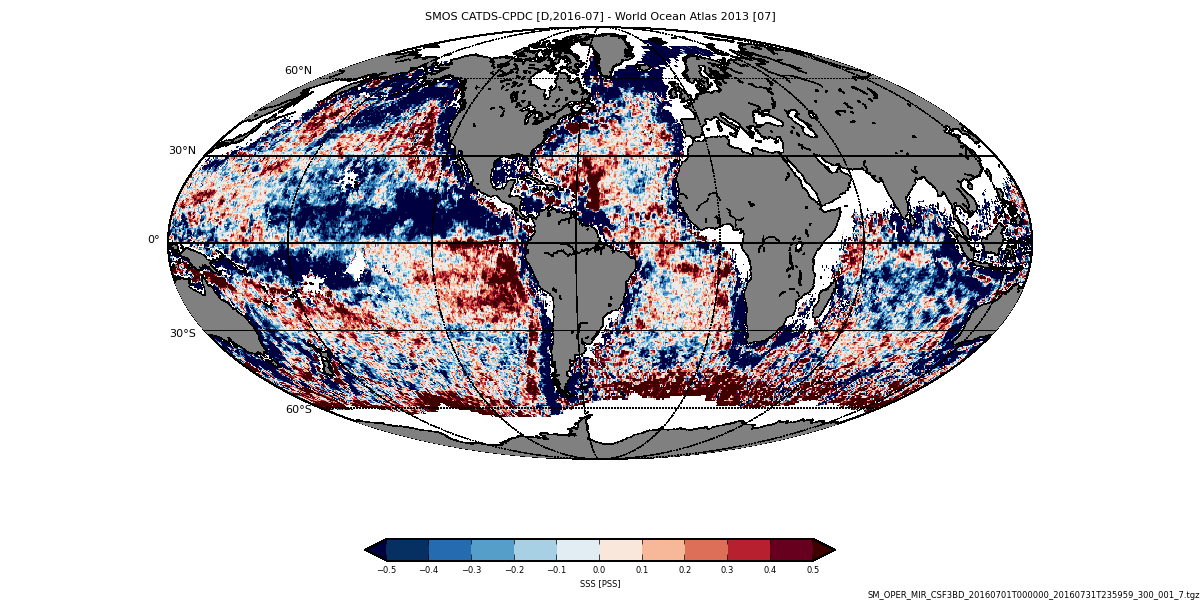 SMOS CATDS-CPDC [D,2016-07] - World Ocean Atlas 2013 [07]
60°N
30°N
0°
30°S
60°S
−0.5 −0.4 −0.3 −0.2 −0.1 0.0 0.1 0.2 0.3 0.4 0.5
SSS [PSS]
SM_OPER_MIR_CSF3BD_20160701T000000_20160731T235959_300_001_7.tgz